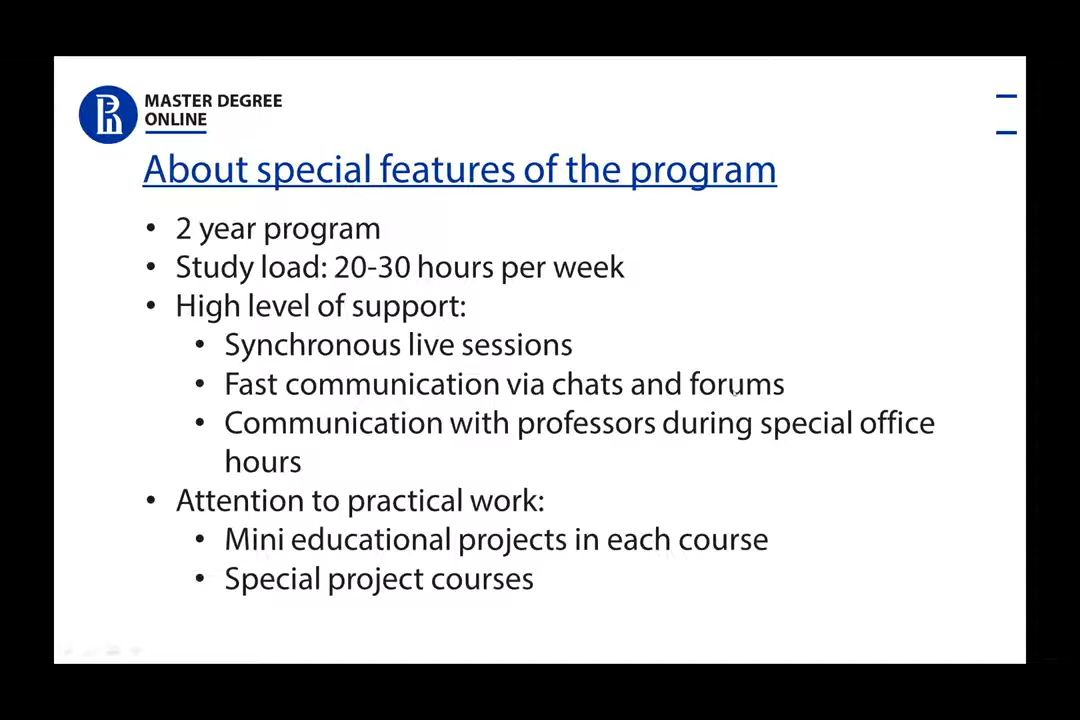 MASTER DEGREE
ONLINE
About special features of the program
• 2 year program
• Study load: 20-30 hours per week
• High level of support:
• Synchronous live sessions
• Fast communication via chats and forums
• Communication with professors during special office
hours
• Attention to practical work:
• Mini educational projects in each course
• Special project courses